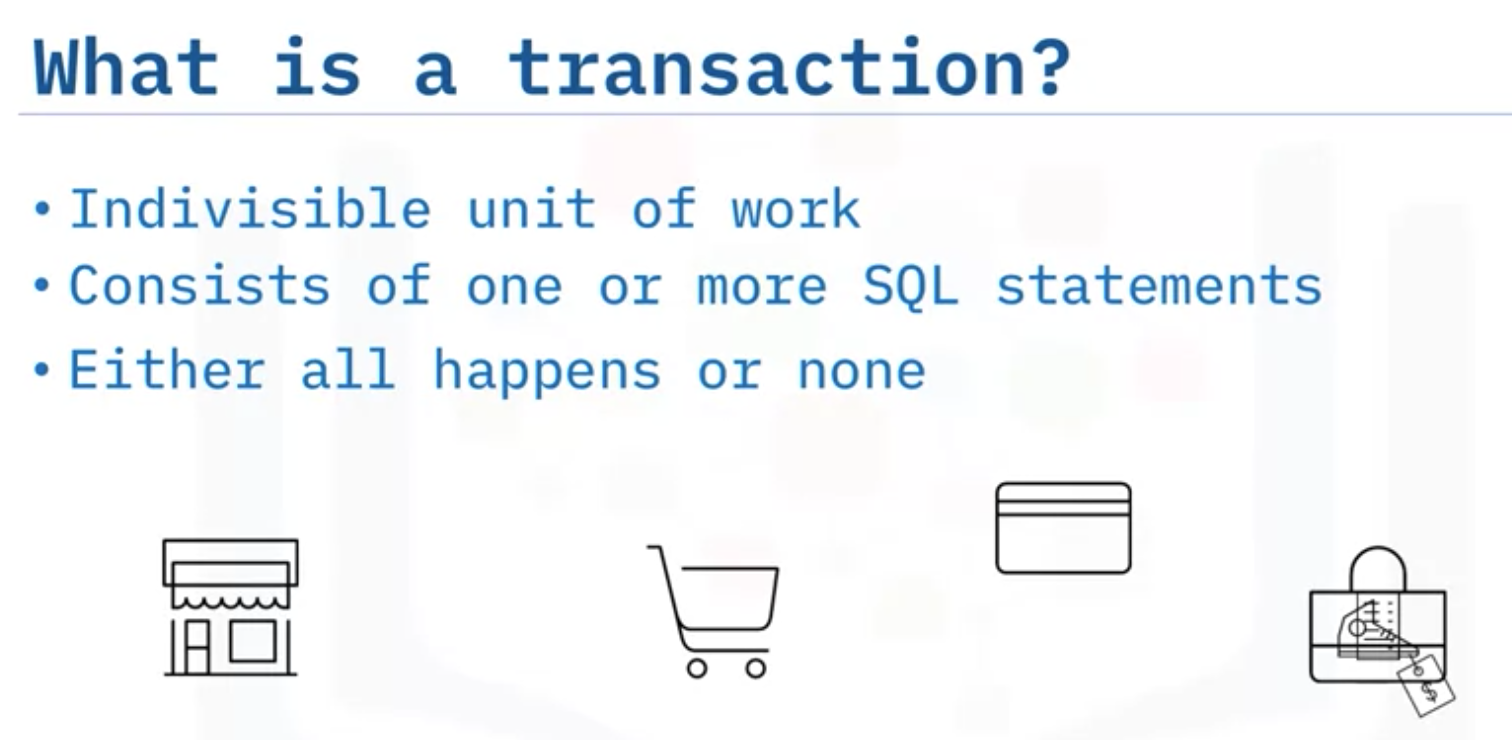 What is a transaction?
• Indivisible unit of work
• Consists of one or more SQL statements
• Either all happens or none
$